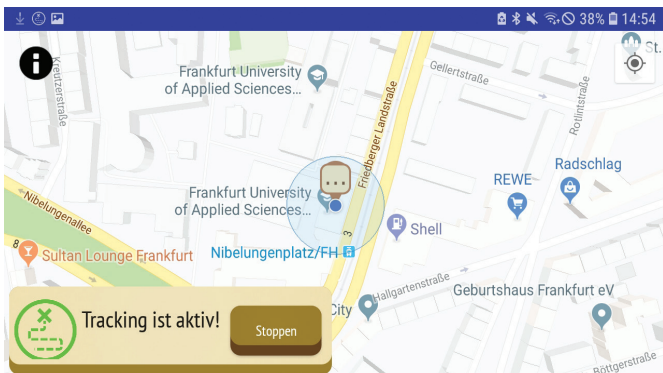 38% 14:54
St.
Kreutzerstraße
Frankfurt University
of Applied Sciences...
Gellertstraße
Rotlintstraße
Friedberger Landstraße
Radschlag
REWE
Nibelungenallee
Frankfurt University
of Applied Sciences...
Shell
3
8
Sultan Lounge Frankfurt
Nibelungenplatz/FH
Hallgartenstraße
Geburtshaus Frankfurt eV
City
Tracking ist aktiv!
Stoppen
Böttgerstraße